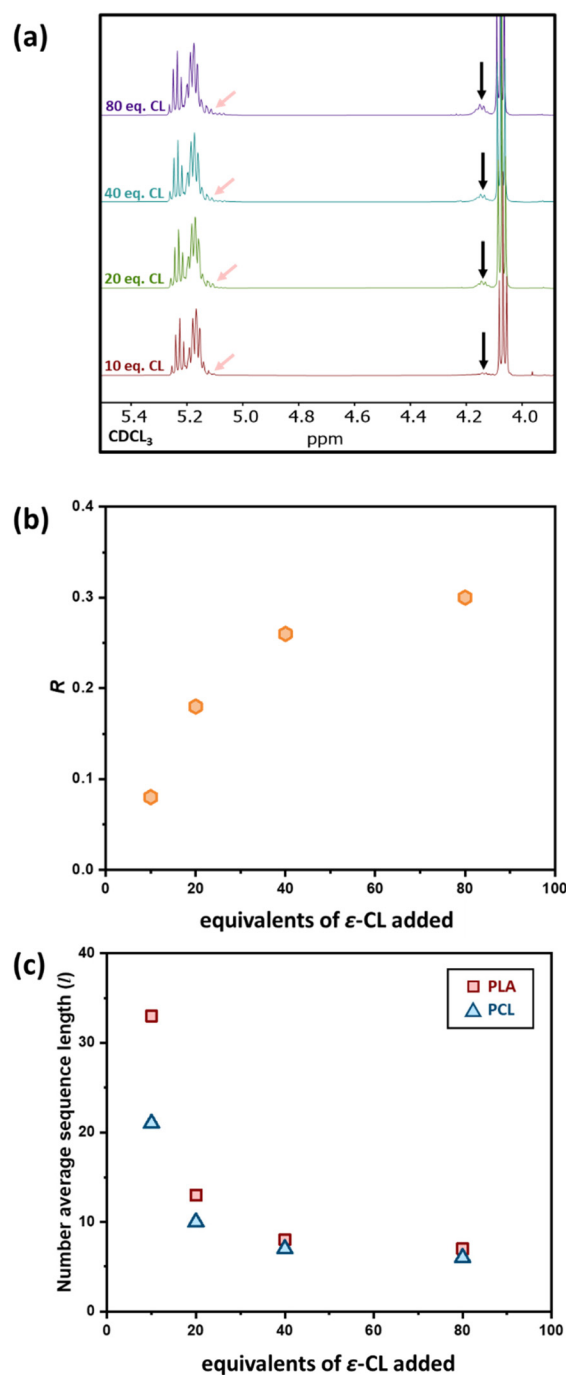 (a)
80 eq. CL
40 eq. CL
20 eq. CL
10 eq. CL
5.4 5.2 5.0 4.8 4.6 4.4 4.2 4.0
CDCL₃ ppm
(b)
0.4
0.3
0.2
0.1
0.0
R
0 20 40 60 80 100
equivalents of ε-CL added
(c)
40
30
20
10
0
Number average sequence length (l)
PLA
PCL
0 20 40 60 80 100
equivalents of ε-CL added